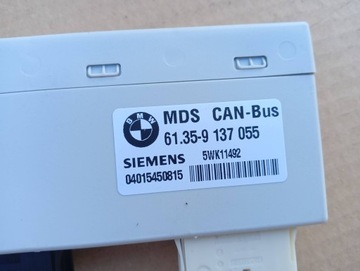 BMW
MDS CAN-Bus
61.35-9 137 055
SIEMENS 5WK11492
04015450815